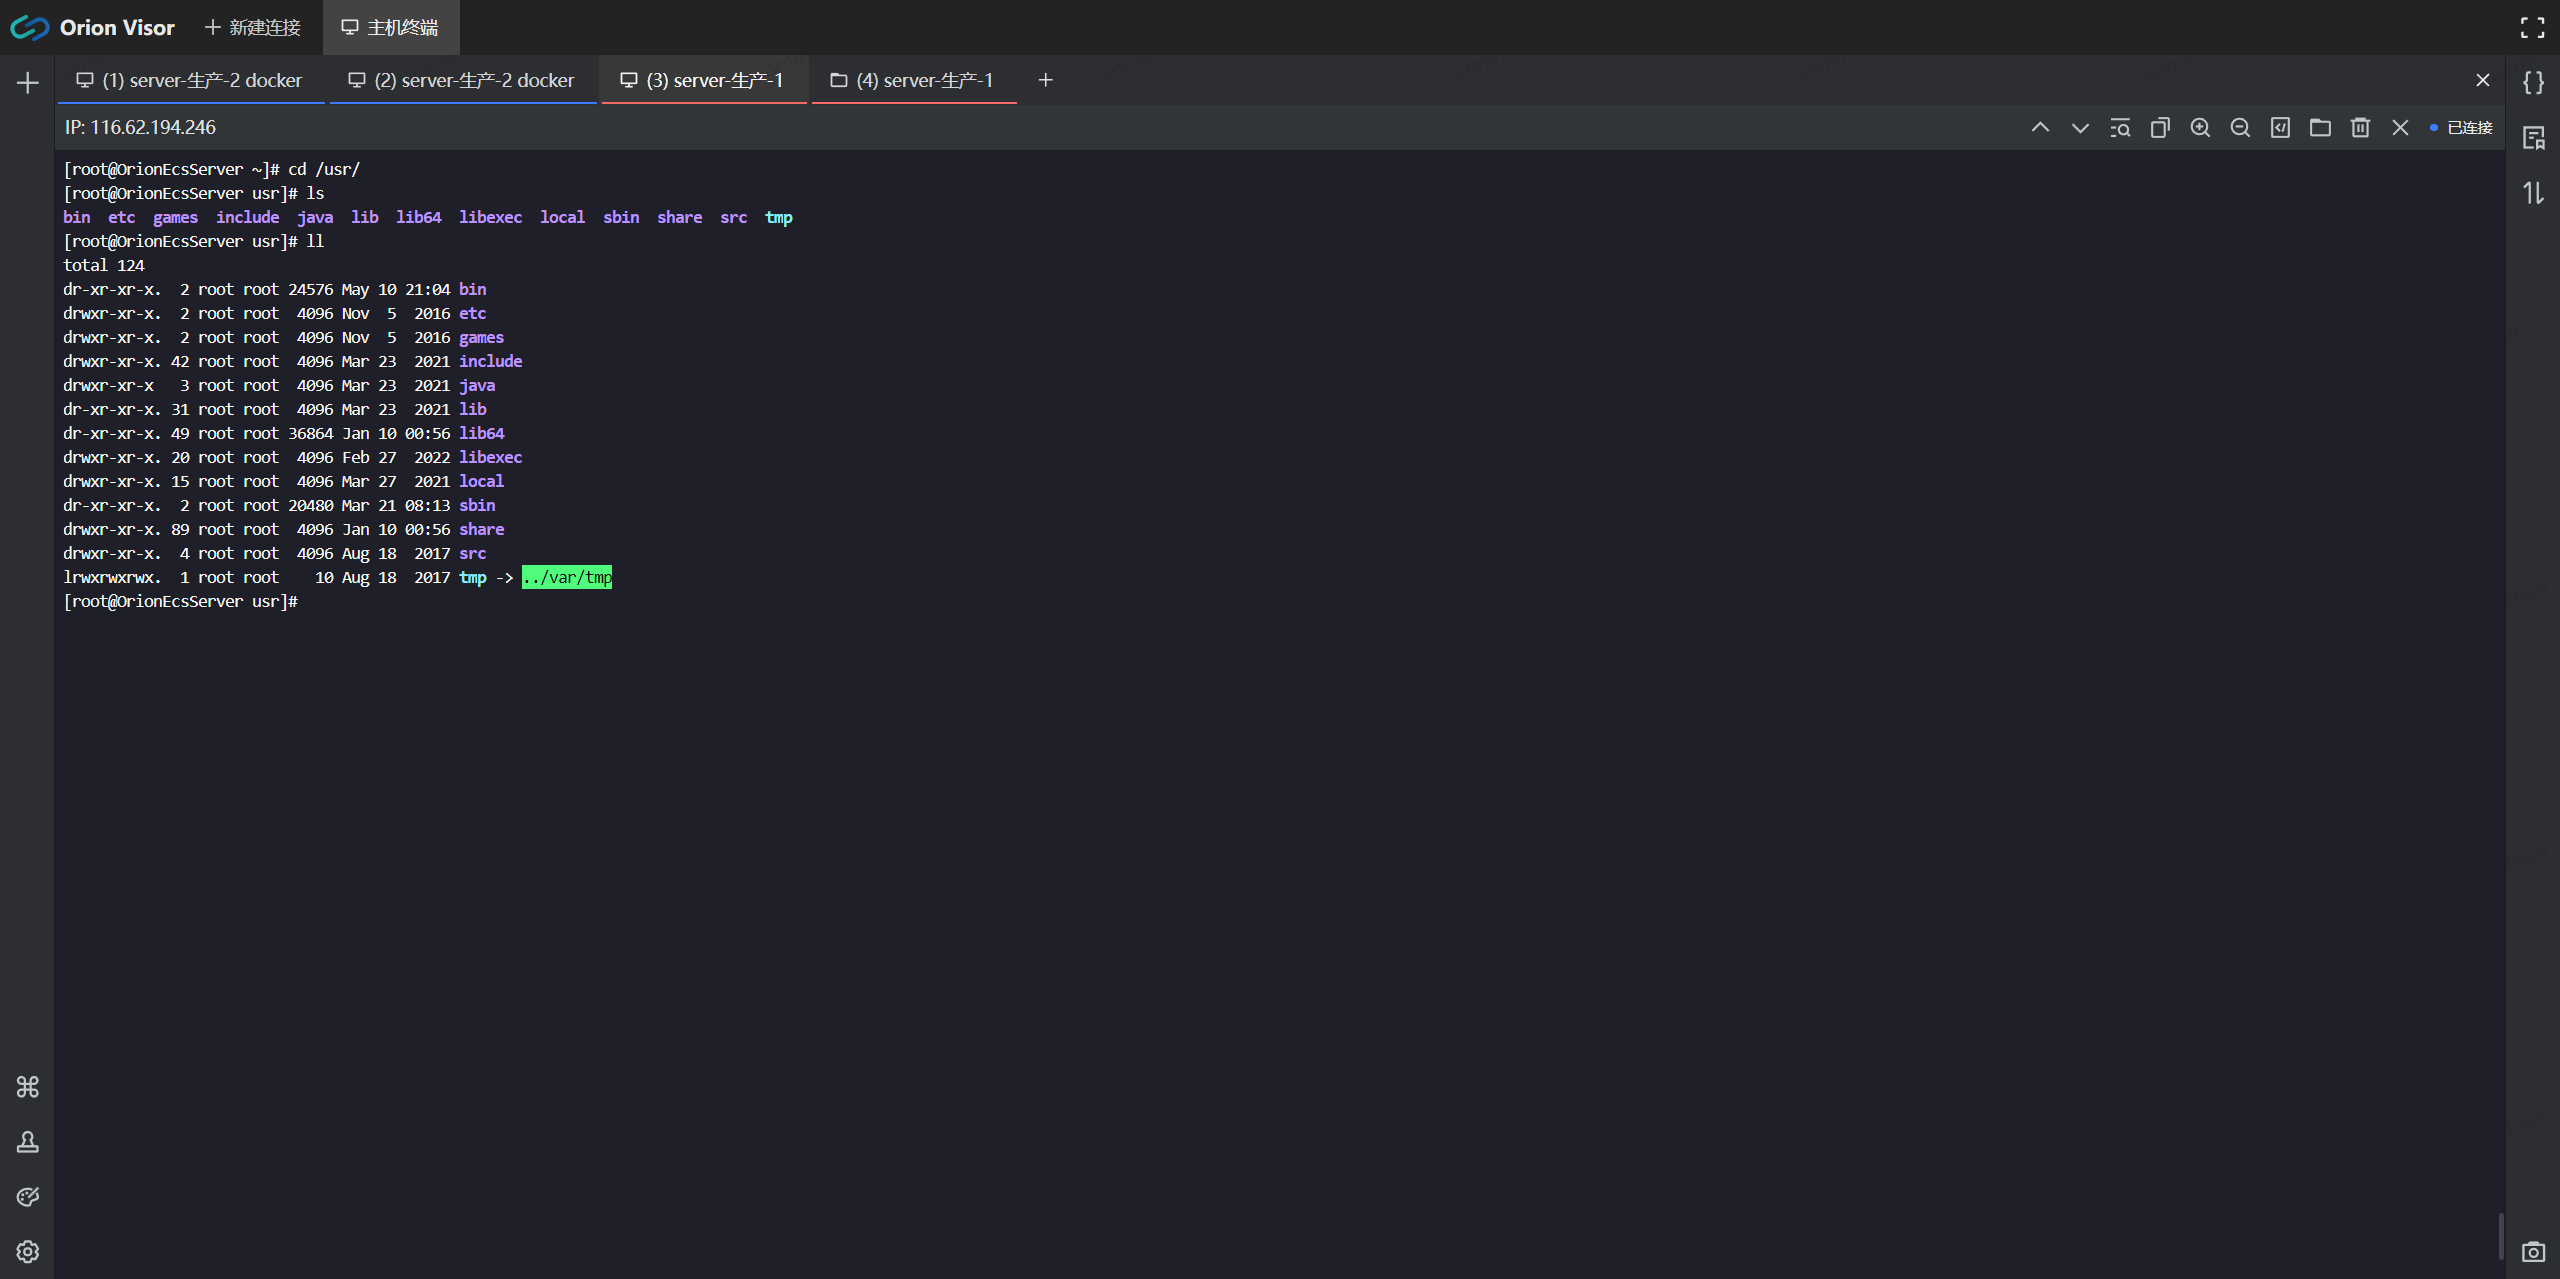 Orion Visor
新建连接
主机终端
(1) server-生产-2 docker
(2) server-生产-2 docker
(3) server-生产-1
(4) server-生产-1
IP: 116.62.194.246
已连接
[root@OrionEcsServer ~]# cd /usr/
[root@OrionEcsServer usr]# ls
bin  etc  games  include  java  lib  lib64  libexec  local  sbin  share  src  tmp
[root@OrionEcsServer usr]# ll
total 124
dr-xr-xr-x.  2 root root 24576 May 10 21:04 bin
drwxr-xr-x.  2 root root  4096 Nov  5  2016 etc
drwxr-xr-x.  2 root root  4096 Nov  5  2016 games
drwxr-xr-x. 42 root root  4096 Mar 23  2021 include
drwxr-xr-x   3 root root  4096 Mar 23  2021 java
dr-xr-xr-x. 31 root root  4096 Mar 23  2021 lib
dr-xr-xr-x. 49 root root 36864 Jan 10 00:56 lib64
drwxr-xr-x. 20 root root  4096 Feb 27  2022 libexec
drwxr-xr-x. 15 root root  4096 Mar 27  2021 local
dr-xr-xr-x.  2 root root 20480 Mar 21 08:13 sbin
drwxr-xr-x. 89 root root  4096 Jan 10 00:56 share
drwxr-xr-x.  4 root root  4096 Aug 18  2017 src
lrwxrwxrwx.  1 root root    10 Aug 18  2017 tmp -> ../var/tmp
[root@OrionEcsServer usr]#